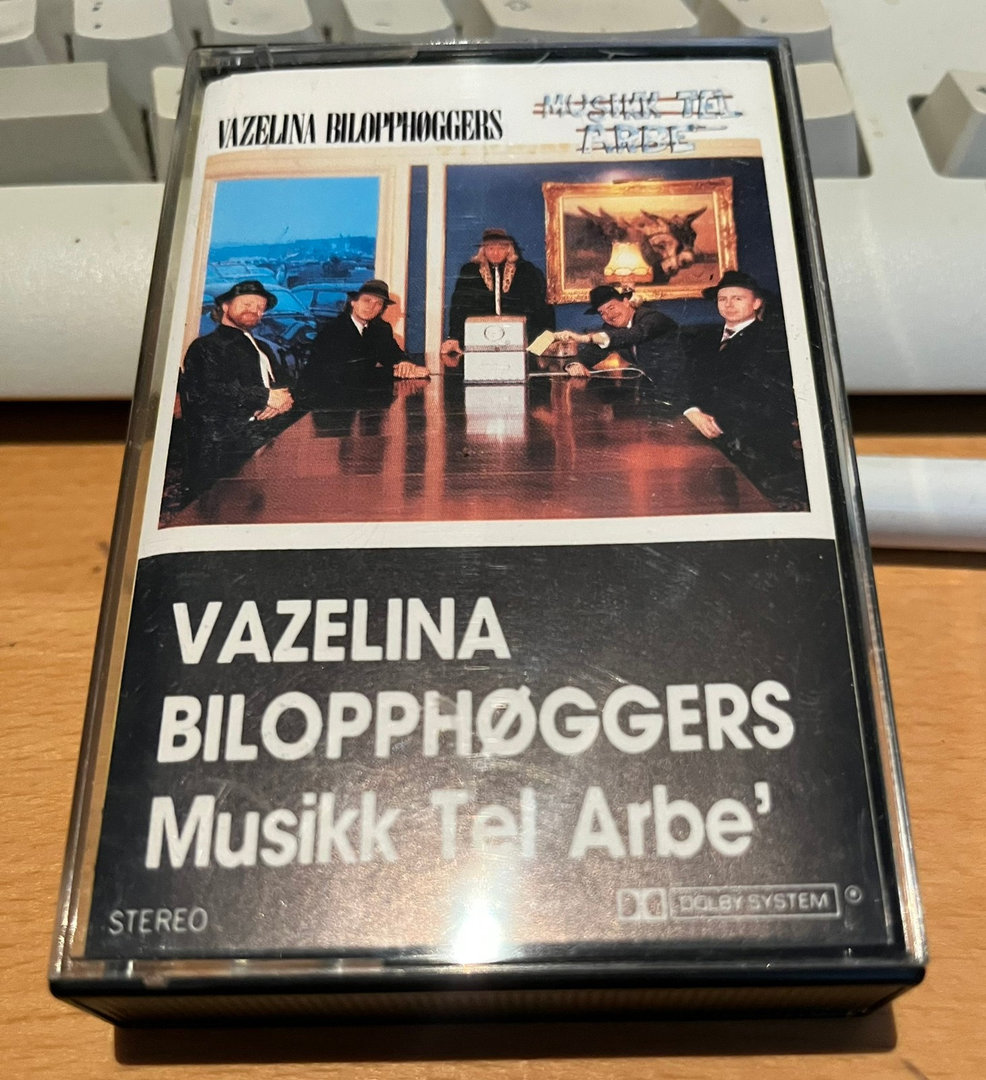 VAZELINA BILOPPHØGGERS
MUSIKK TEL
ARBE'
VAZELINA
BILOPPHØGGERS
Musikk Tel Arbe'
STEREO
DOLBY SYSTEM